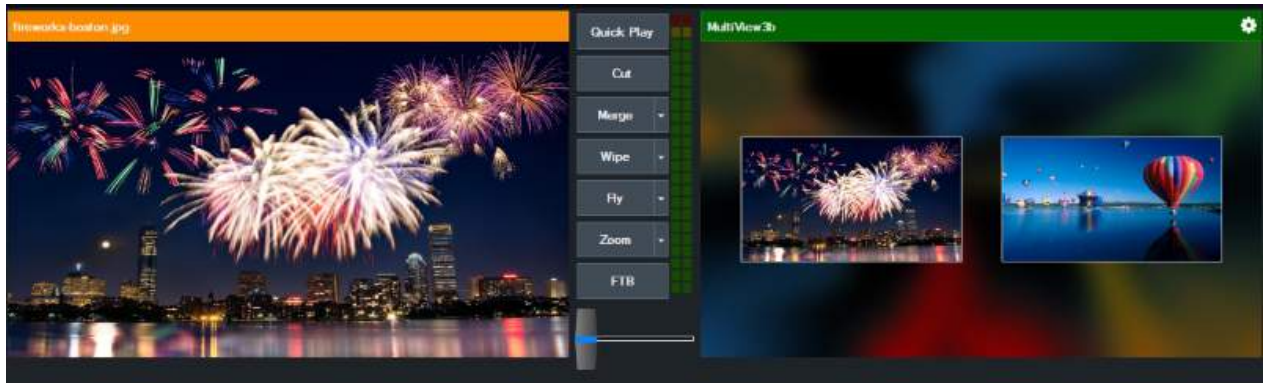 fireworks-boston.jpg
Quick Play
MultiView3b
Cut
Merge
Wipe
Fly
Zoom
FTB